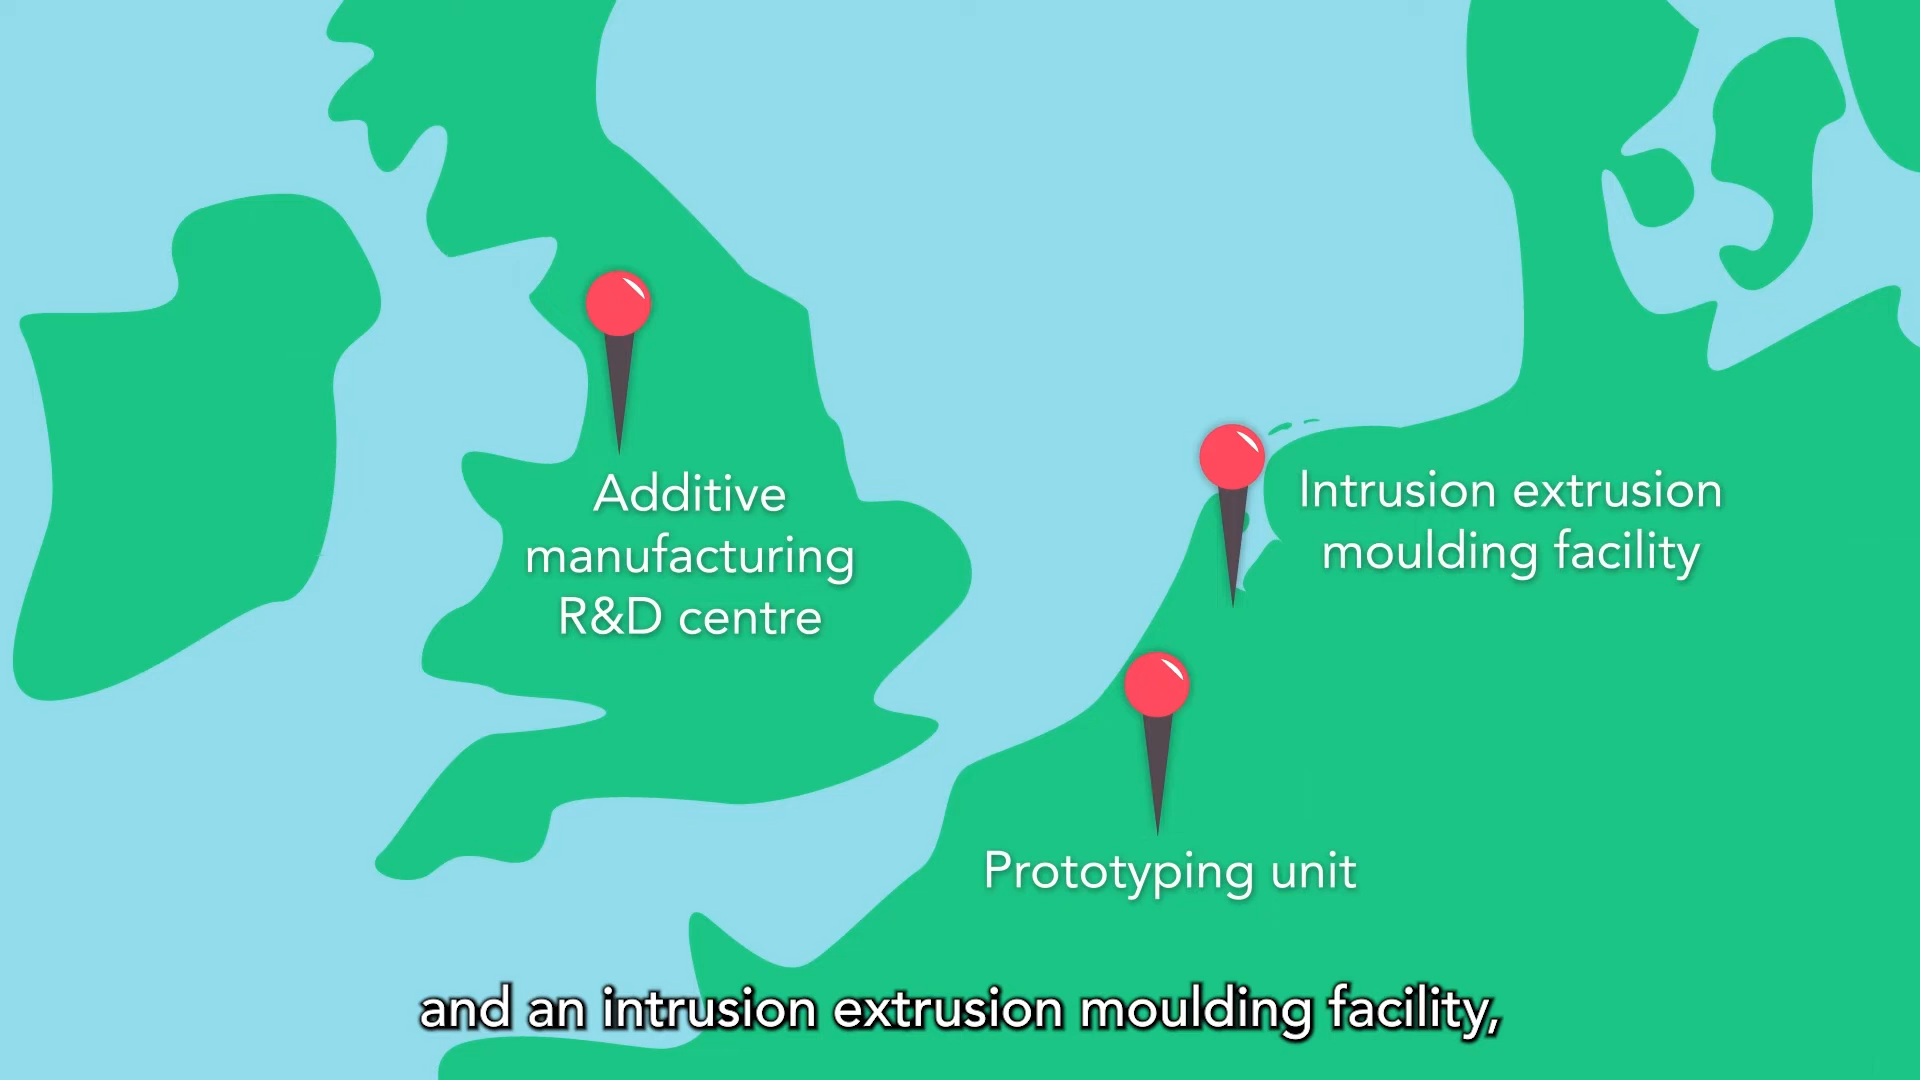 Additive
manufacturing
R&D centre
Intrusion extrusion
moulding facility
Prototyping unit
and an intrusion extrusion moulding facility,